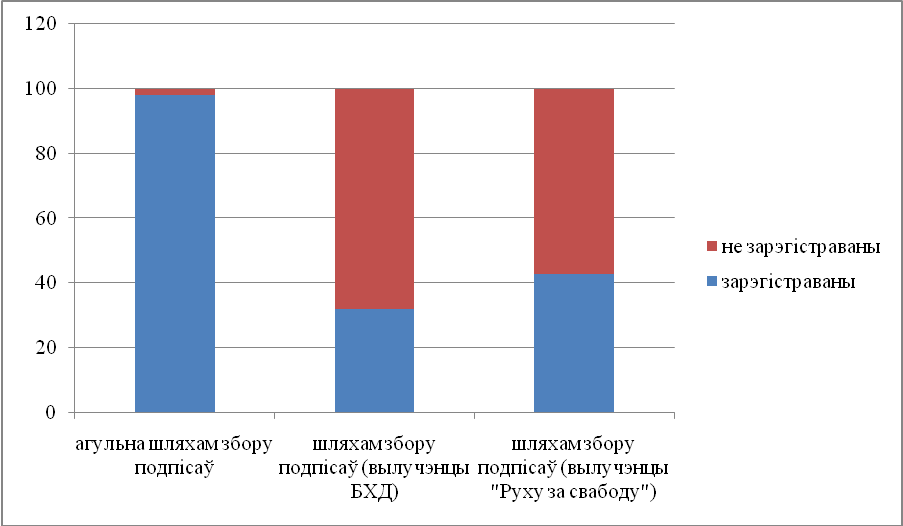 120
100
80
60
40
20
0
агульна шляхам збору
подпісаў
шляхам збору
подпісаў (вылучэнцы
БХД)
шляхам збору
подпісаў (вылучэнцы
"Руху за свабоду")
не зарэгістраваны
зарэгістраваны